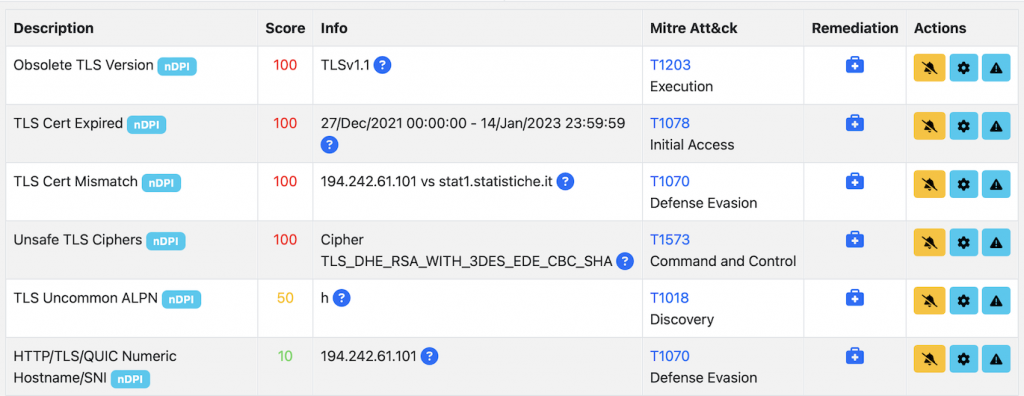 Description Score Info Mitre Att&ck Remediation Actions
Obsolete TLS Version nDPI 100 TLSv1.1 ? T1203
Execution
TLS Cert Expired nDPI 100 27/Dec/2021 00:00:00 - 14/Jan/2023 23:59:59 T1078
? Initial Access
TLS Cert Mismatch nDPI 100 194.242.61.101 vs stat1.statistiche.it ? T1070
Defense Evasion
Unsafe TLS Ciphers nDPI 100 Cipher T1573
TLS_DHE_RSA_WITH_3DES_EDE_CBC_SHA ? Command and Control
TLS Uncommon ALPN nDPI 50 h ? T1018
Discovery
HTTP/TLS/QUIC Numeric 10 194.242.61.101 ? T1070
Hostname/SNI nDPI Defense Evasion